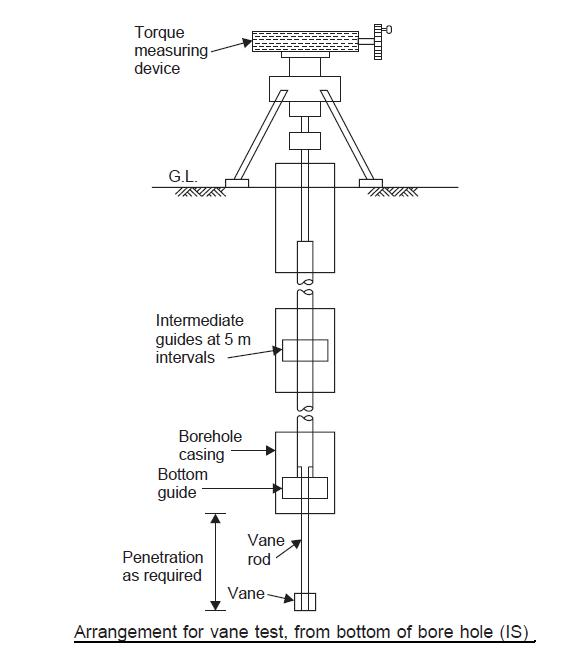 Torque
measuring
device
G.L.
Intermediate
guides at 5 m
intervals
Borehole
casing
Bottom
guide
Vane
rod
Penetration
as required
Vane
Arrangement for vane test, from bottom of bore hole (IS)